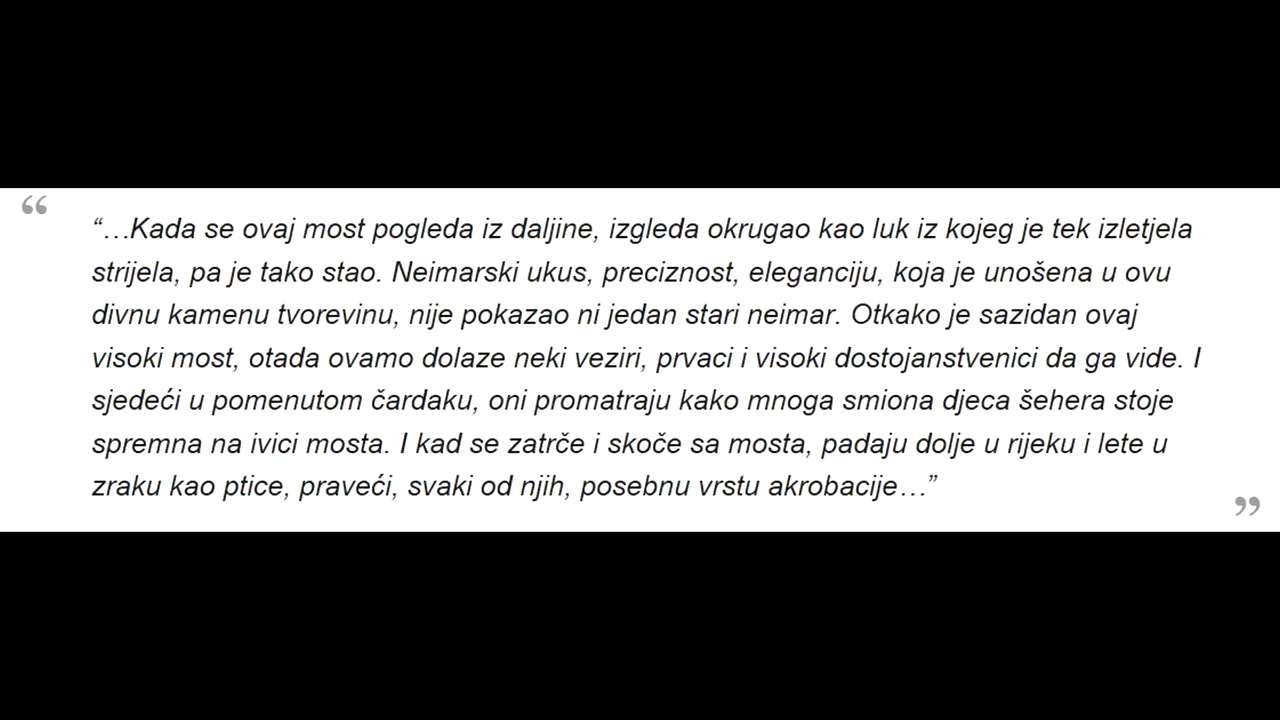 “
“…Kada se ovaj most pogleda iz daljine, izgleda okrugao kao luk iz kojeg je tek izletjela
strijela, pa je tako stao. Neimarski ukus, preciznost, eleganciju, koja je unošena u ovu
divnu kamenu tvorevinu, nije pokazao ni jedan stari neimar. Otkako je sazidan ovaj
visoki most, otada ovamo dolaze neki veziri, prvaci i visoki dostojanstvenici da ga vide. I
sjedeći u pomenutom čardaku, oni promatraju kako mnoga smiona djeca šehera stoje
spremna na ivici mosta. I kad se zatrče i skoče sa mosta, padaju dolje u rijeku i lete u
zraku kao ptice, praveći, svaki od njih, posebnu vrstu akrobacije…”
”